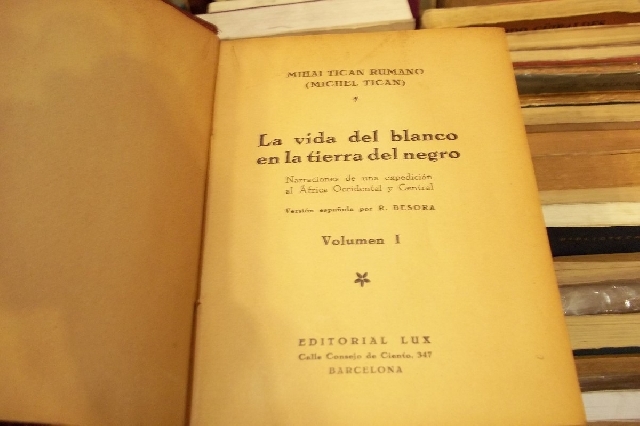 MIHAI TICAN RUMANO
(MICHEL TICAN)
La vida del blanco
en la tierra del negro
Narraciones de una expedición
al África Occidental y Central
Versión española por R. BESORA
Volumen I
EDITORIAL LUX
Calle Consejo de Ciento, 347
BARCELONA